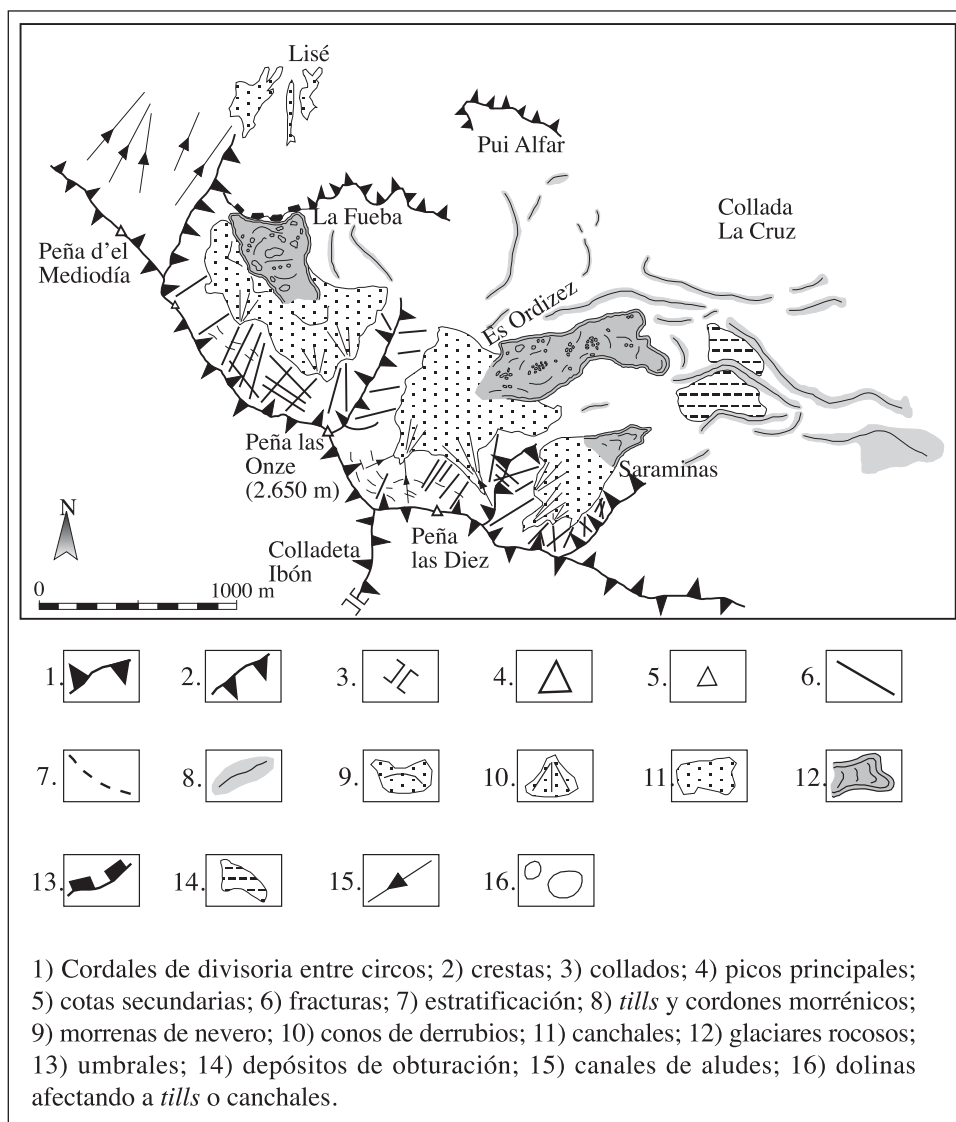 Lisé
Pui Alfar
La Fueba
Collada
La Cruz
Peña d'el
Mediodía
Es Ordizez
Peña las
Onze
(2.650 m)
Saraminas
N
Colladeta
Ibón
Peña
las Diez
0 1000 m
1. 2. 3. 4. 5. 6.
7. 8. 9. 10. 11. 12.
13. 14. 15. 16.
1) Cordales de divisoria entre circos; 2) crestas; 3) collados; 4) picos principales;
5) cotas secundarias; 6) fracturas; 7) estratificación; 8) tills y cordones morrénicos;
9) morrenas de nevero; 10) conos de derrubios; 11) canchales; 12) glaciares rocosos;
13) umbrales; 14) depósitos de obturación; 15) canales de aludes; 16) dolinas
afectando a tills o canchales.